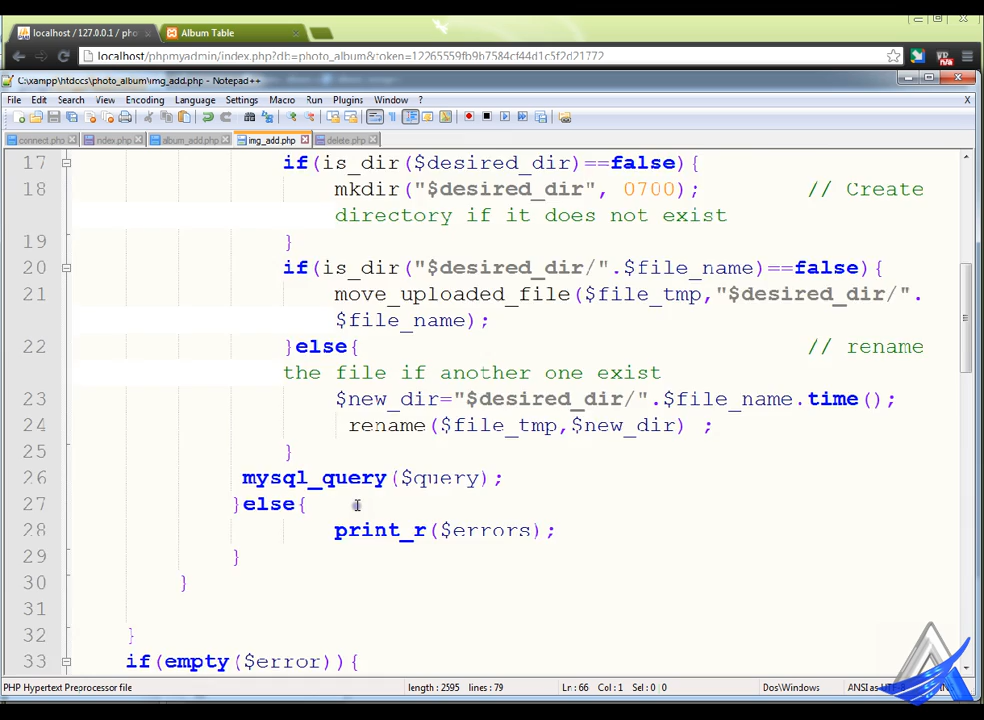 localhost / 127.0.0.1 / pho
Album Table
localhost/phpmyadmin/index.php?db=photo_album&token=12265559fb9b7584cf44d1c5f2d21772
C:\xampp\htdocs\photo_album\img_add.php - Notepad++
File Edit Search View Encoding Language Settings Macro Run Plugins Window ? X
connect.php index.php album_add.php img_add.php delete.php
17 if(is_dir($desired_dir)==false){
18 mkdir("$desired_dir", 0700); // Create
directory if it does not exist
19 }
20 if(is_dir("$desired_dir/".$file_name)==false){
21 move_uploaded_file($file_tmp,"$desired_dir/".
$file_name);
22 }else{ // rename
the file if another one exist
23 $new_dir="$desired_dir/".$file_name.time();
24 rename($file_tmp,$new_dir) ;
25 }
26 mysql_query($query);
27 }else{
28 print_r($errors);
29 }
30 }
31
32 }
33 if(empty($error)){
PHP Hypertext Preprocessor file length : 2595 lines : 79 Ln : 66 Col : 1 Sel : 0 | 0 Dos\Windows